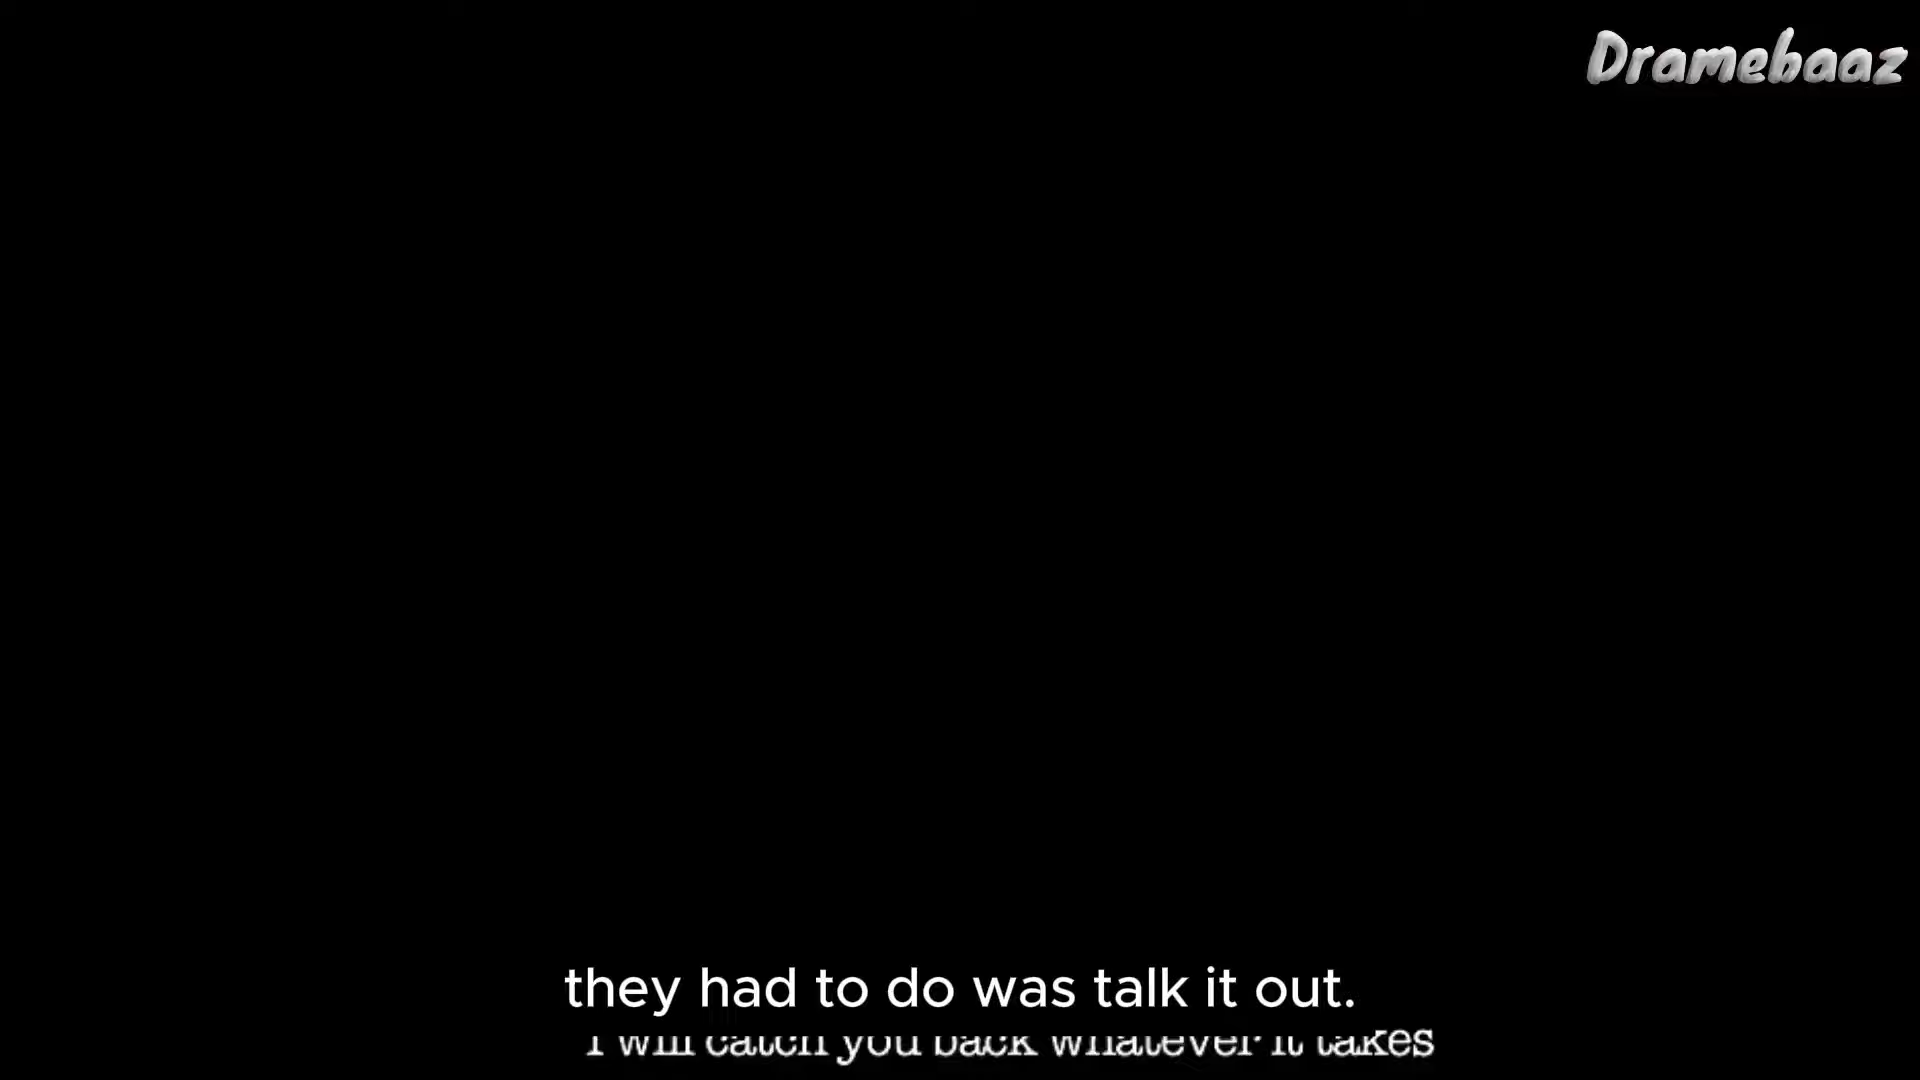 Dramebaaz
they had to do was talk it out.
I will catch you back whatever it takes